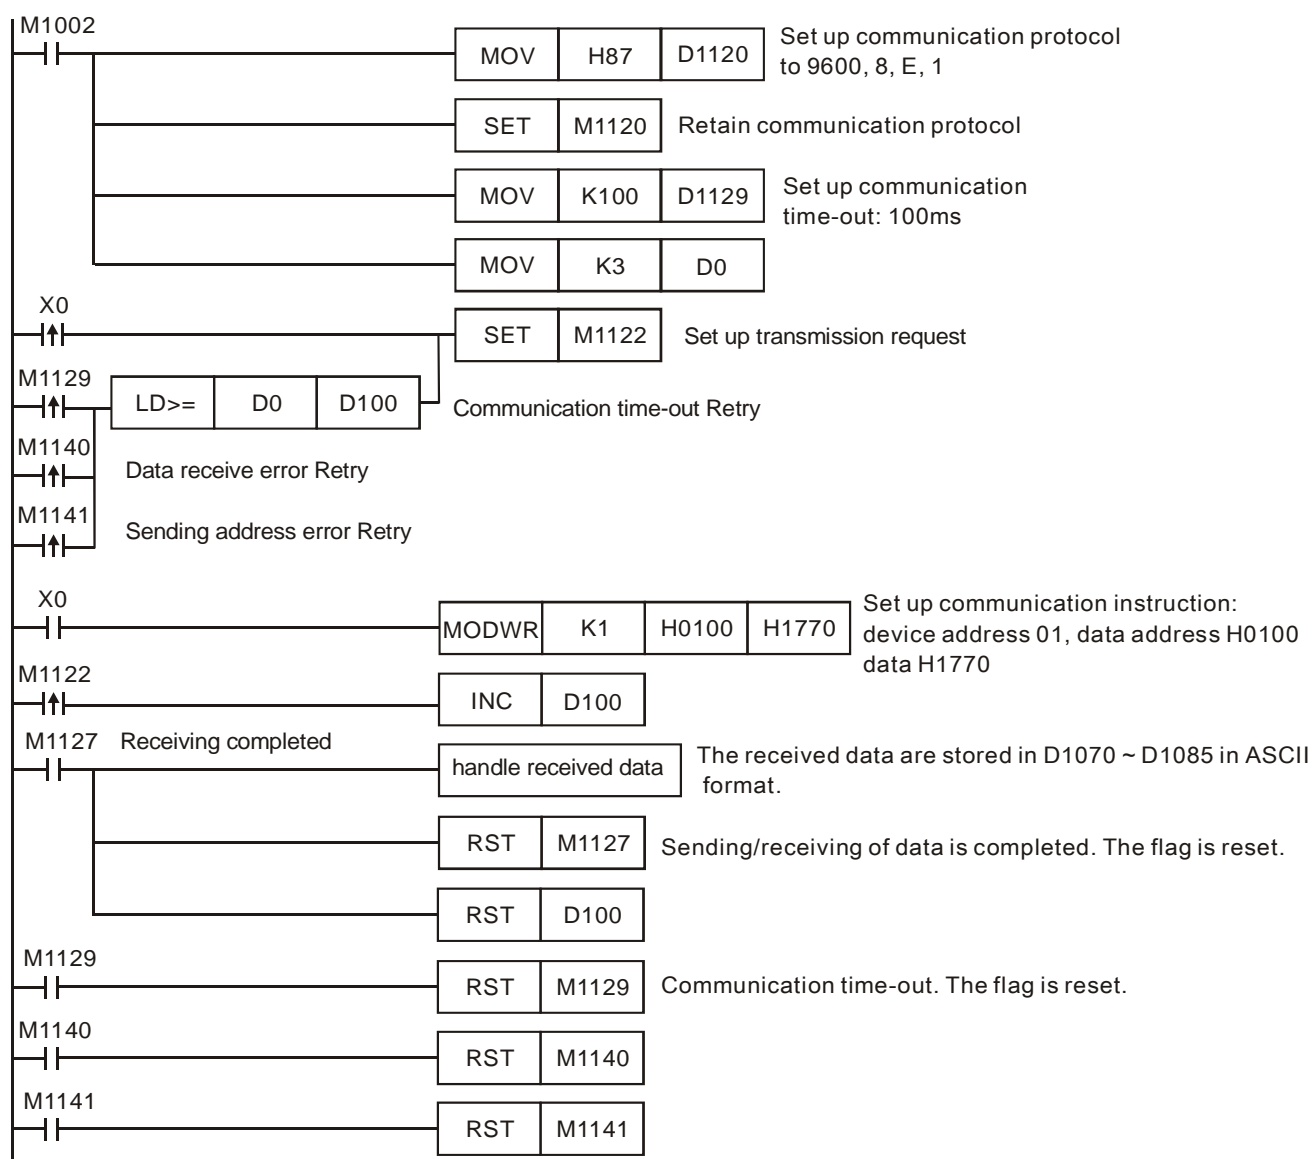 M1002
MOV H87 D1120 Set up communication protocol
to 9600, 8, E, 1
SET M1120 Retain communication protocol
MOV K100 D1129 Set up communication
time-out: 100ms
MOV K3 D0
X0
SET M1122 Set up transmission request
M1129
LD>= D0 D100 Communication time-out Retry
M1140
Data receive error Retry
M1141
Sending address error Retry
X0
MODWR K1 H0100 H1770 Set up communication instruction:
device address 01, data address H0100
data H1770
M1122
INC D100
M1127 Receiving completed
handle received data The received data are stored in D1070 ~ D1085 in ASCII
format.
RST M1127 Sending/receiving of data is completed. The flag is reset.
RST D100
M1129
RST M1129 Communication time-out. The flag is reset.
M1140
RST M1140
M1141
RST M1141